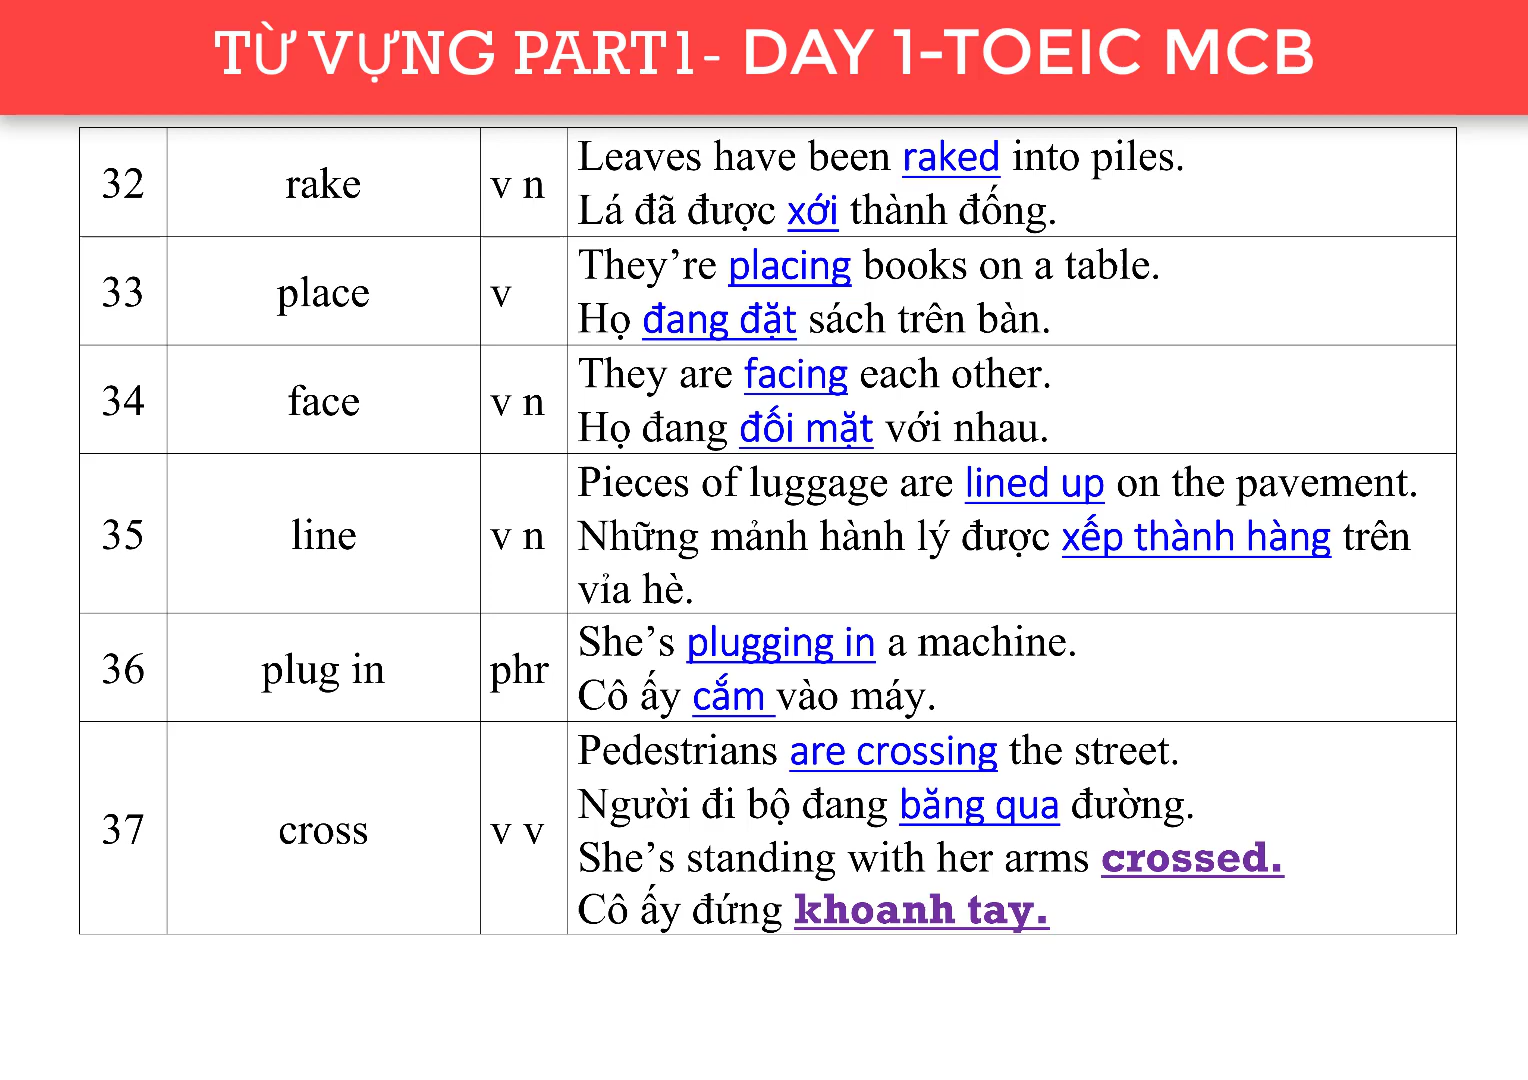 TỪ VỰNG PART1- DAY 1-TOEIC MCB
32 rake v n Leaves have been raked into piles.
Lá đã được xới thành đống.
33 place v They’re placing books on a table.
Họ đang đặt sách trên bàn.
34 face v n They are facing each other.
Họ đang đối mặt với nhau.
35 line v n Pieces of luggage are lined up on the pavement.
Những mảnh hành lý được xếp thành hàng trên
vỉa hè.
36 plug in phr She’s plugging in a machine.
Cô ấy cắm vào máy.
37 cross v v Pedestrians are crossing the street.
Người đi bộ đang băng qua đường.
She’s standing with her arms crossed.
Cô ấy đứng khoanh tay.